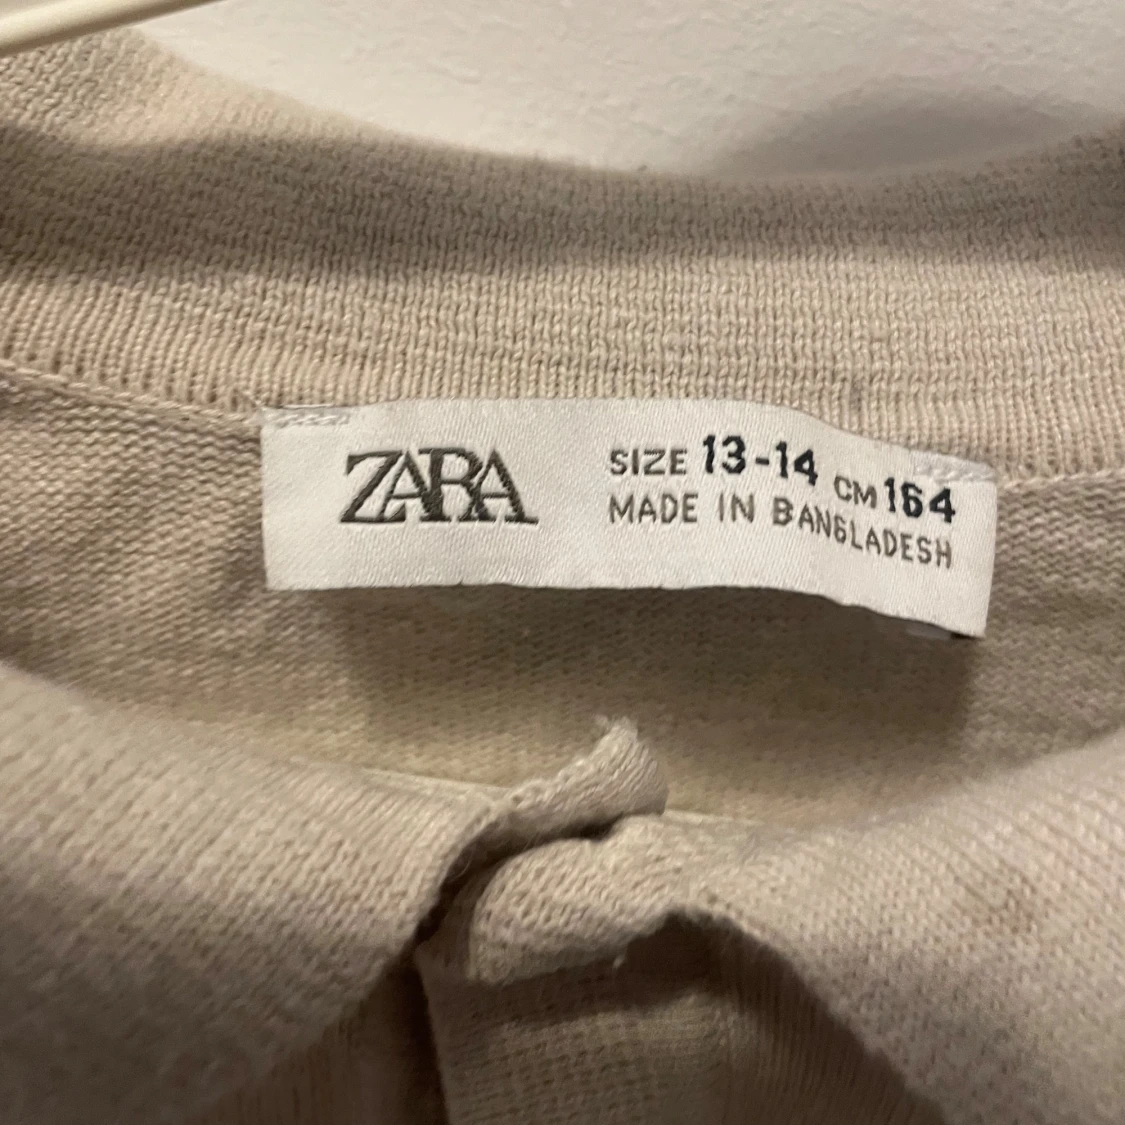 ZARA
SIZE 13-14 CM 164
MADE IN BANGLADESH